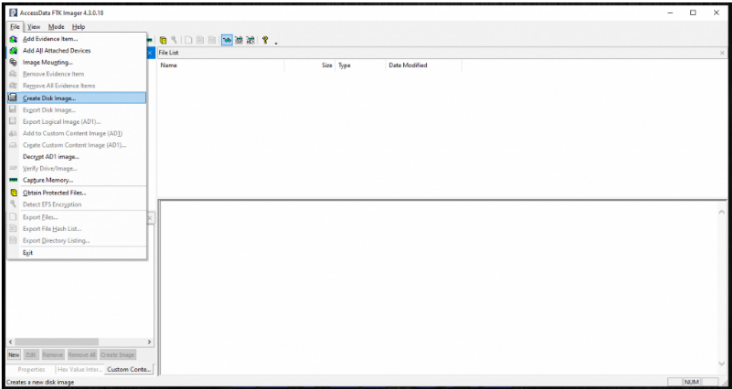 AccessData FTK Imager 4.3.0.18
File View Mode Help
Add Evidence Item...
Add All Attached Devices
Image Mounting...
Remove Evidence Item
Remove All Evidence Items
Create Disk Image...
Export Disk Image...
Export Logical Image (AD1)...
Add to Custom Content Image (AD1)
Create Custom Content Image (AD1)...
Decrypt AD1 image...
Verify Drive/Image...
Capture Memory...
Obtain Protected Files...
Detect EFS Encryption
Export Files...
Export File Hash List...
Export Directory Listing...
Exit
File List
Name Size Type Date Modified
New Edit Remove Remove All Create Image
Properties Hex Value Inter... Custom Conte...
Creates a new disk image
NUM